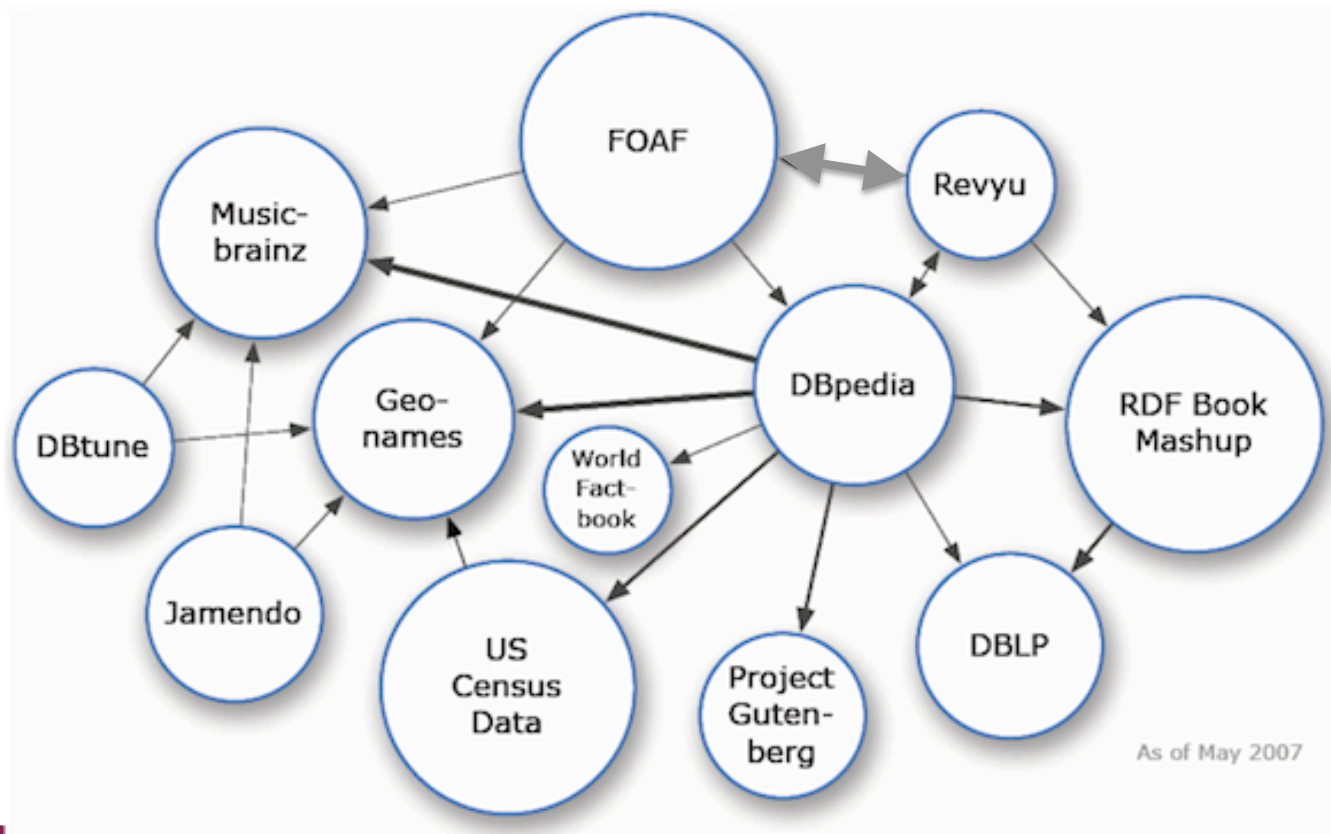 FOAF
Revyu
Music-
brainz
DBpedia
Geo-
names
RDF Book
Mashup
DBtune
World
Fact-
book
Jamendo
US
Census
Data
Project
Guten-
berg
DBLP
As of May 2007